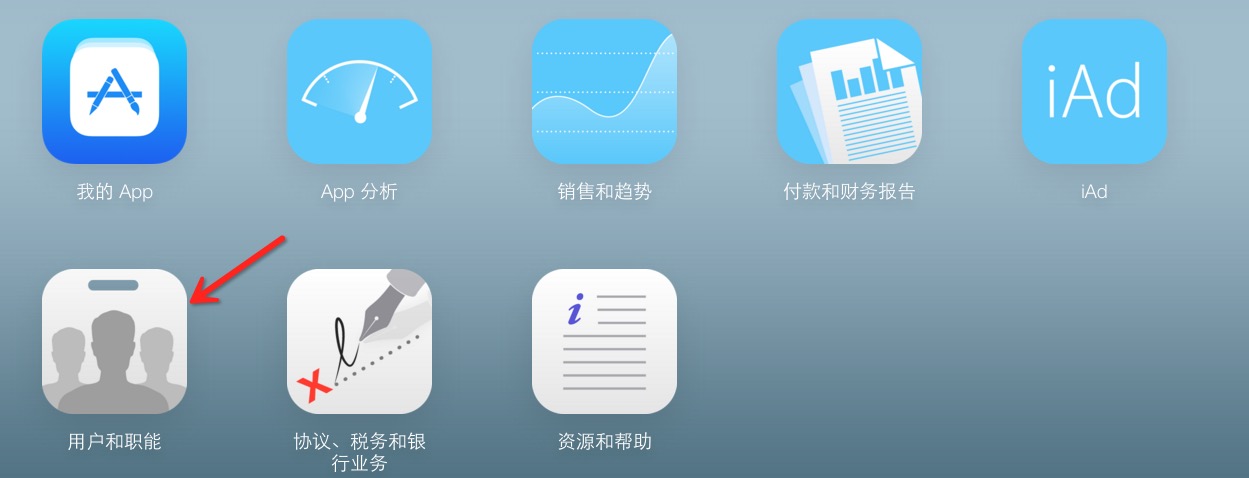 iAd
我的 App
App 分析
销售和趋势
付款和财务报告
iAd
用户和职能
协议、税务和银
行业务
资源和帮助